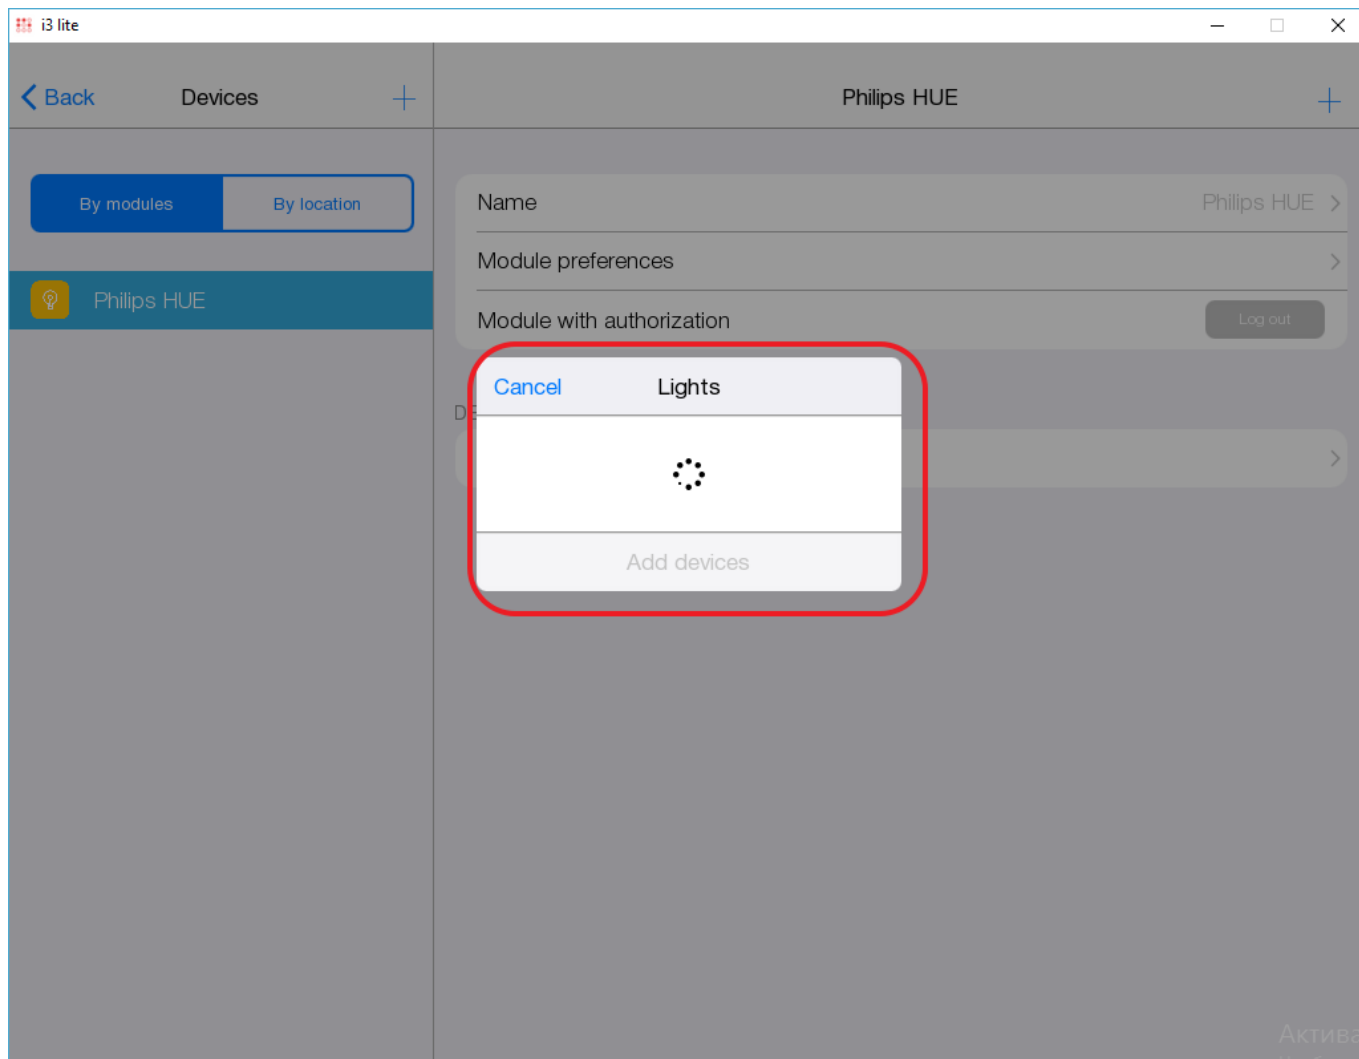 i3 lite
Back Devices
Philips HUE
By modules By location
Philips HUE
Name Philips HUE
Module preferences
Module with authorization Log out
Cancel Lights
Add devices